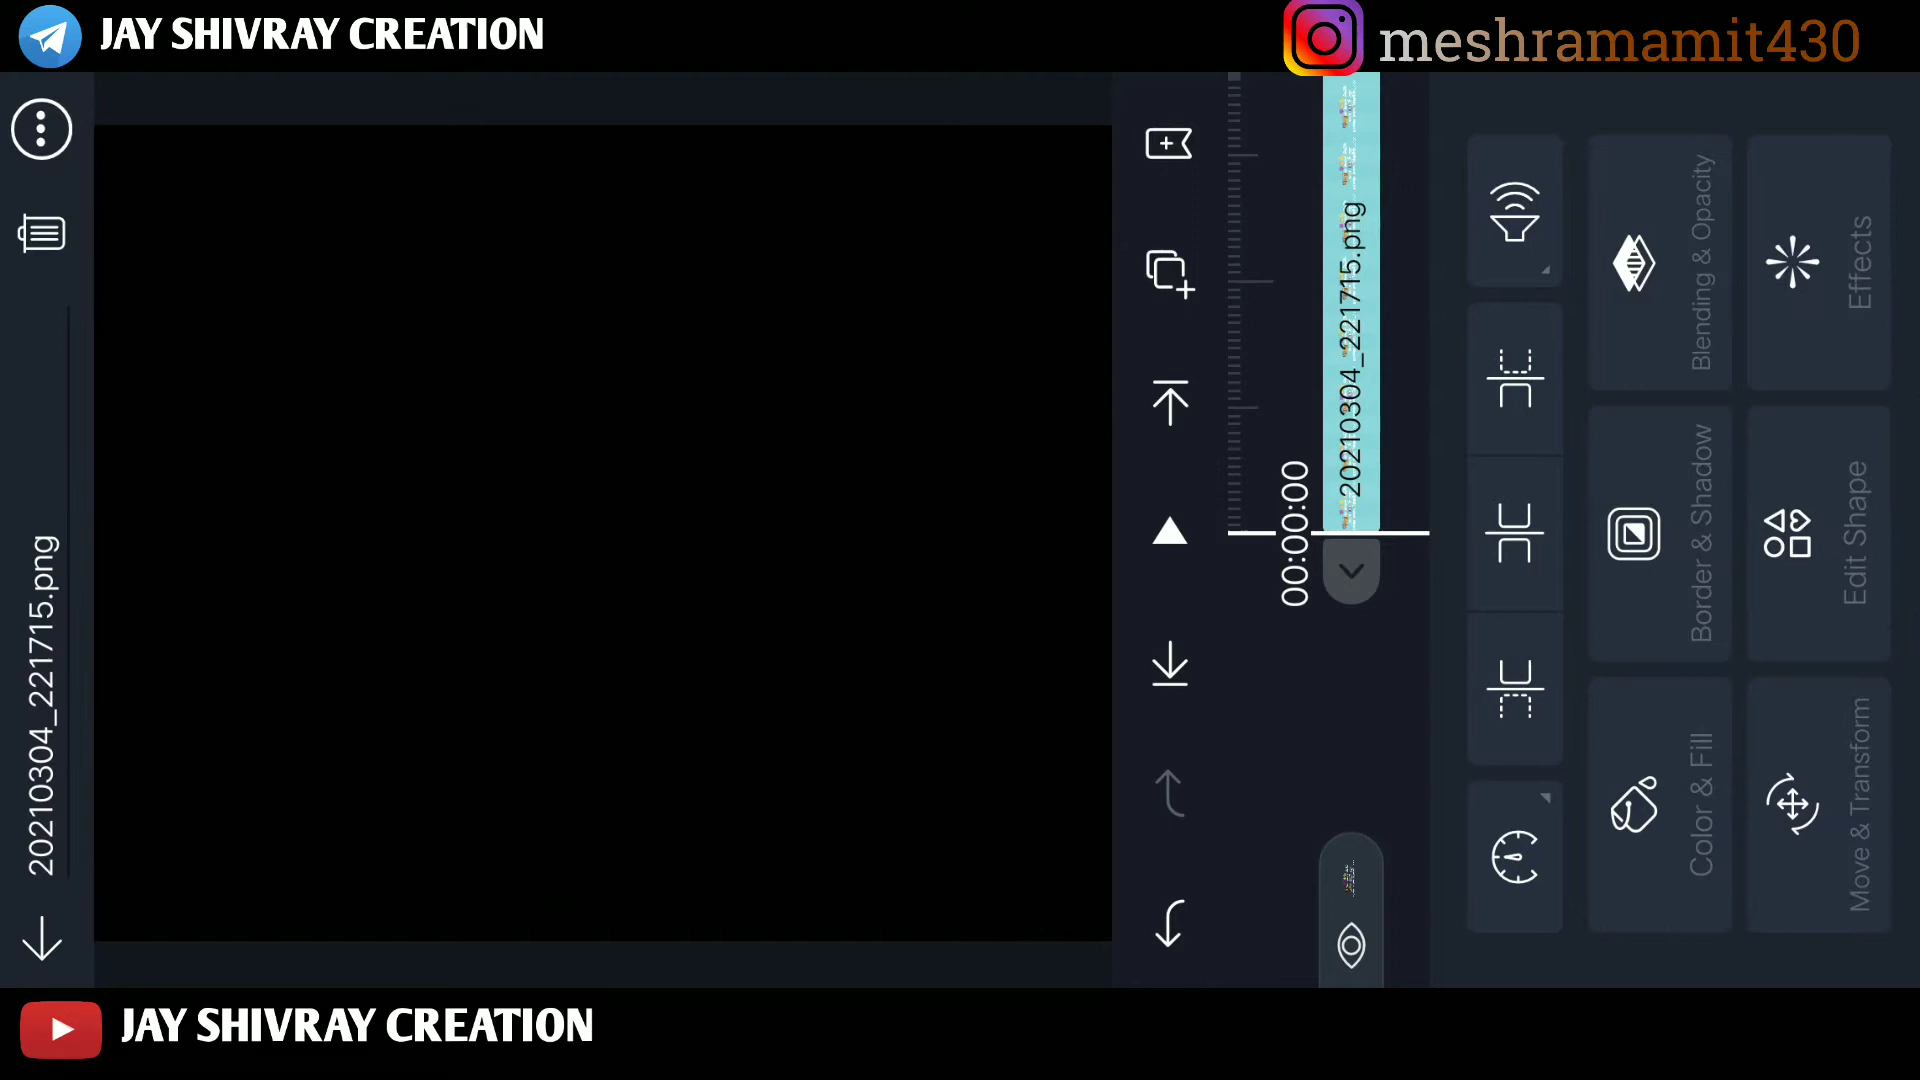 JAY SHIVRAY CREATION
meshramamit430
20210304_221715.png
00:00:00
20210304_221715.png
Blending & Opacity
Effects
Border & Shadow
Edit Shape
Color & Fill
Move & Transform
JAY SHIVRAY CREATION